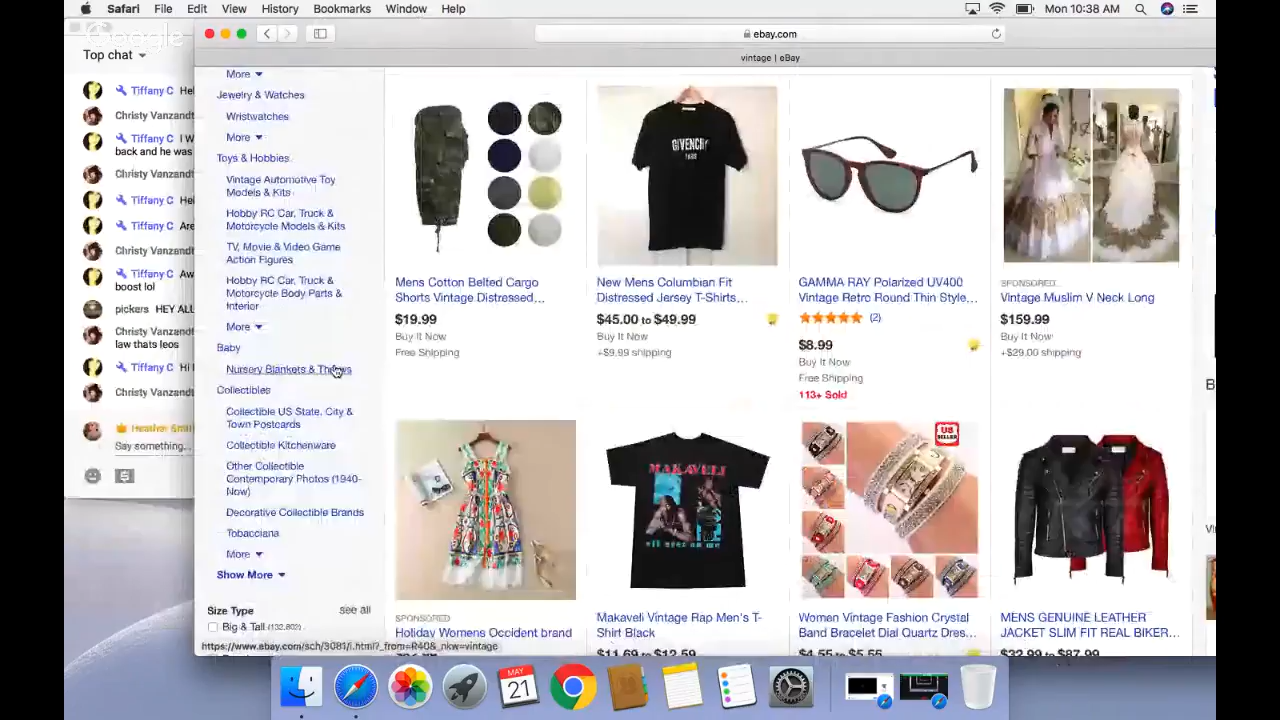 Safari File Edit View History Bookmarks Window Help
Mon 10:38 AM
Google
Top chat
Tiffany C Hel
Christy Vanzandt
Tiffany C I W
back and he was
Christy Vanzandt
Tiffany C Hel
Tiffany C Are
Christy Vanzandt
Tiffany C Aw
boost lol
pickers HEY ALL
Christy Vanzandt
law thats leos
Tiffany C Hi
Christy Vanzandt
Say something...
ebay.com
vintage | eBay
More
Jewelry & Watches
Wristwatches
More
Toys & Hobbies
Vintage Automotive Toy
Models & Kits
Hobby RC Car, Truck &
Motorcycle Models & Kits
TV, Movie & Video Game
Action Figures
Hobby RC Car, Truck &
Motorcycle Body Parts &
Interior
More
Baby
Nursery Blankets & Throws
Collectibles
Collectible US State, City &
Town Postcards
Collectible Kitchenware
Other Collectible
Contemporary Photos (1940-
Now)
Decorative Collectible Brands
Tobacciana
More
Show More
Size Type see all
Big & Tall (132,802)
https://www.ebay.com/sch/3081/i.html?_from=R40&_nkw=vintage
Mens Cotton Belted Cargo
Shorts Vintage Distressed…
$19.99
Buy It Now
Free Shipping
GIVENCHY
New Mens Columbian Fit
Distressed Jersey T-Shirts…
$45.00 to $49.99
Buy It Now
+$9.99 shipping
GAMMA RAY Polarized UV400
Vintage Retro Round Thin Style…
(2)
$8.99
Buy It Now
Free Shipping
113+ Sold
SPONSORED
Vintage Muslim V Neck Long
$159.99
Buy It Now
+$29.00 shipping
SPONSORED
Holiday Womens Occident brand
MAKAVELI
all eyez on me
Makaveli Vintage Rap Men's T-
Shirt Black
$11.69 to $12.59
US
SELLER
Women Vintage Fashion Crystal
Band Bracelet Dial Quartz Dres…
$4.55 to $5.55
MENS GENUINE LEATHER
JACKET SLIM FIT REAL BIKER…
$32.99 to $87.99
MAY
21